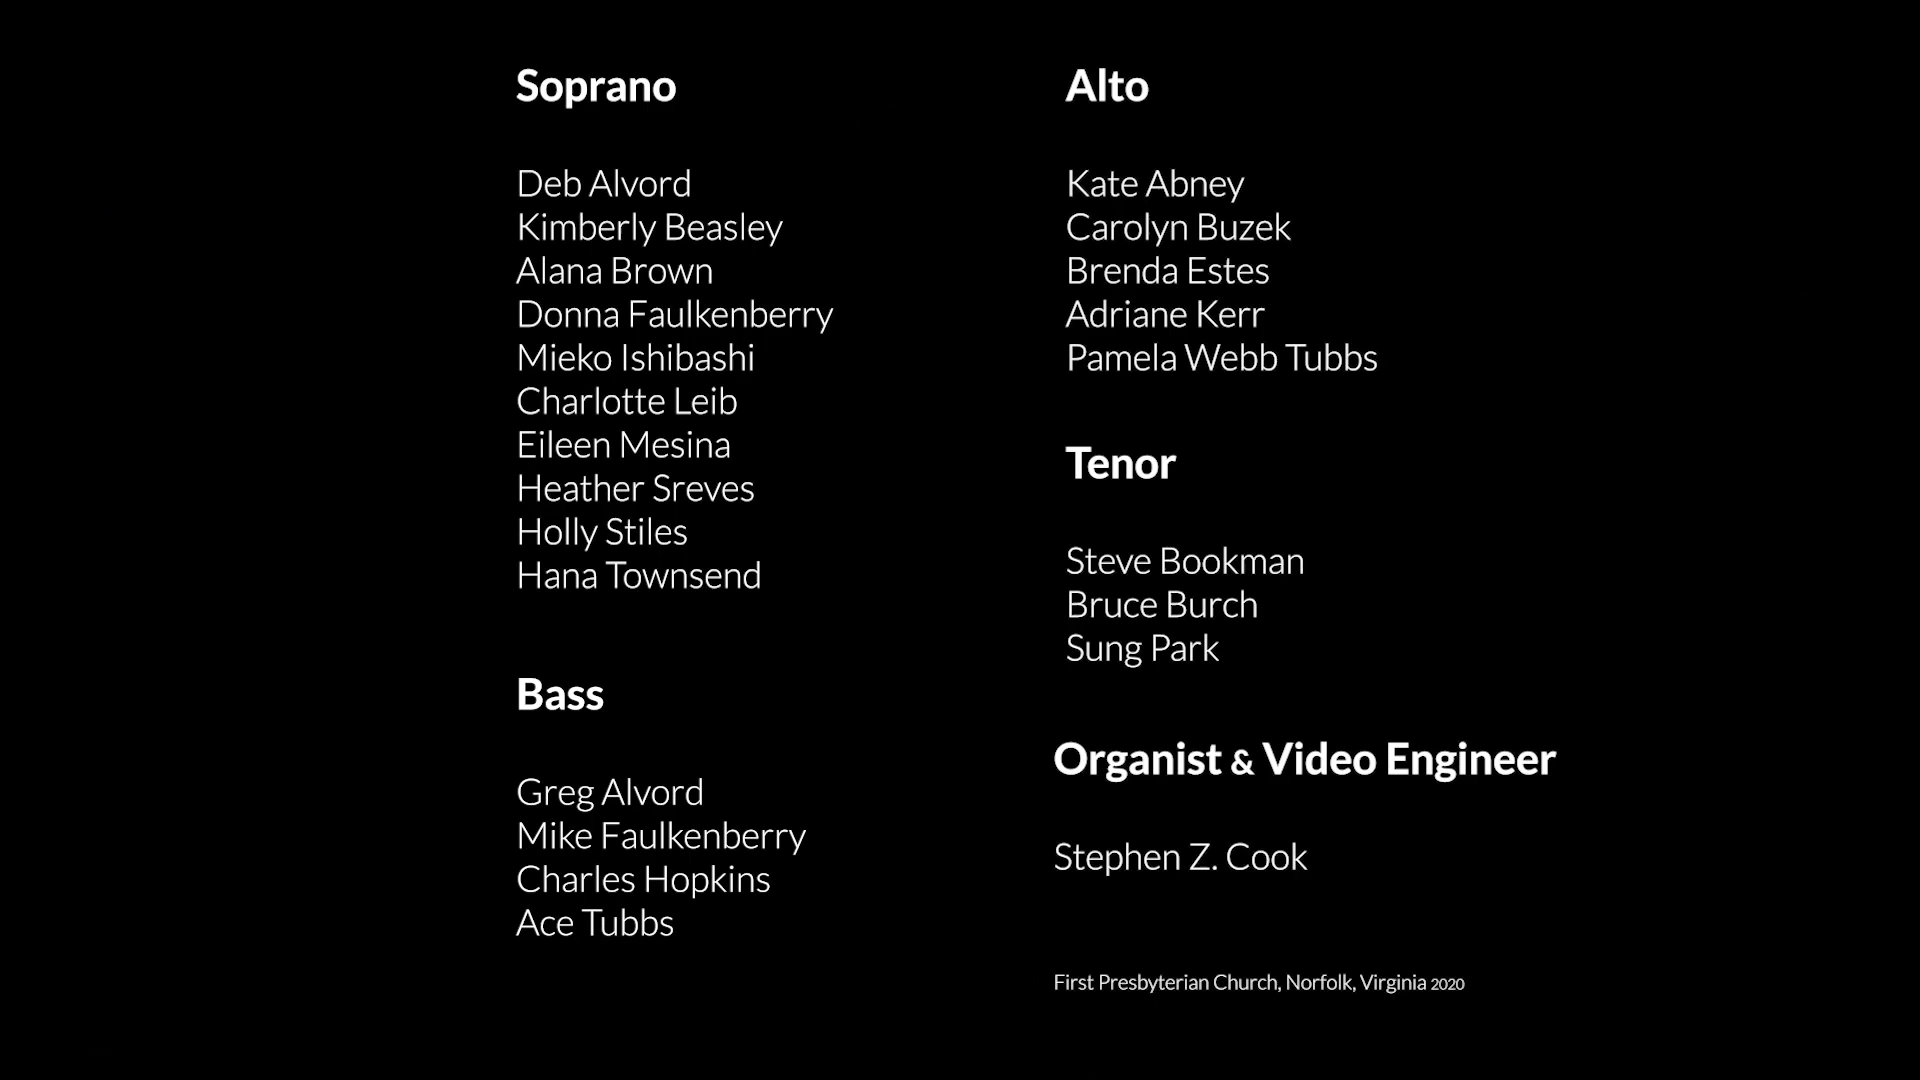 Soprano
Deb Alvord
Kimberly Beasley
Alana Brown
Donna Faulkenberry
Mieko Ishibashi
Charlotte Leib
Eileen Mesina
Heather Sreves
Holly Stiles
Hana Townsend
Bass
Greg Alvord
Mike Faulkenberry
Charles Hopkins
Ace Tubbs
Alto
Kate Abney
Carolyn Buzek
Brenda Estes
Adriane Kerr
Pamela Webb Tubbs
Tenor
Steve Bookman
Bruce Burch
Sung Park
Organist & Video Engineer
Stephen Z. Cook
First Presbyterian Church, Norfolk, Virginia 2020